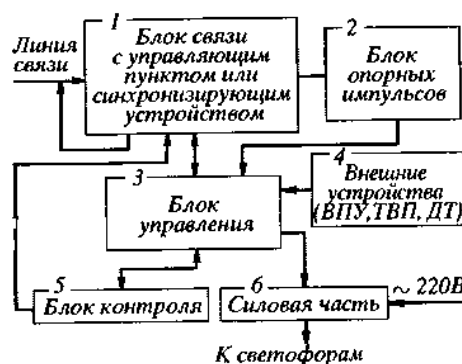 1
Линия
связи
Блок связи
с управляющим
пунктом или
синхронизирующим
устройством
2
Блок
опорных
импульсов
3
Блок
управления
4
Внешние
устройства
(ВПУ, ТВП, ДТ)
5
Блок контроля
6
Силовая часть
~ 220В
К светофорам